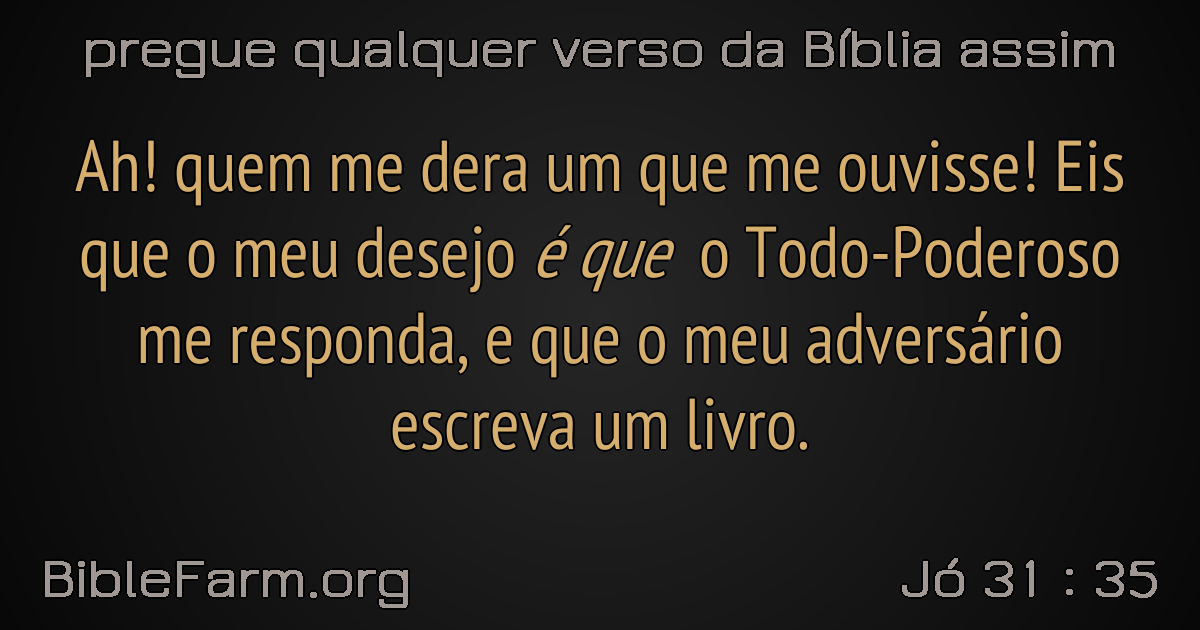 pregue qualquer verso da Bíblia assim
Ah! quem me dera um que me ouvisse! Eis
que o meu desejo é que o Todo-Poderoso
me responda, e que o meu adversário
escreva um livro.
BibleFarm.org
Jó 31 : 35